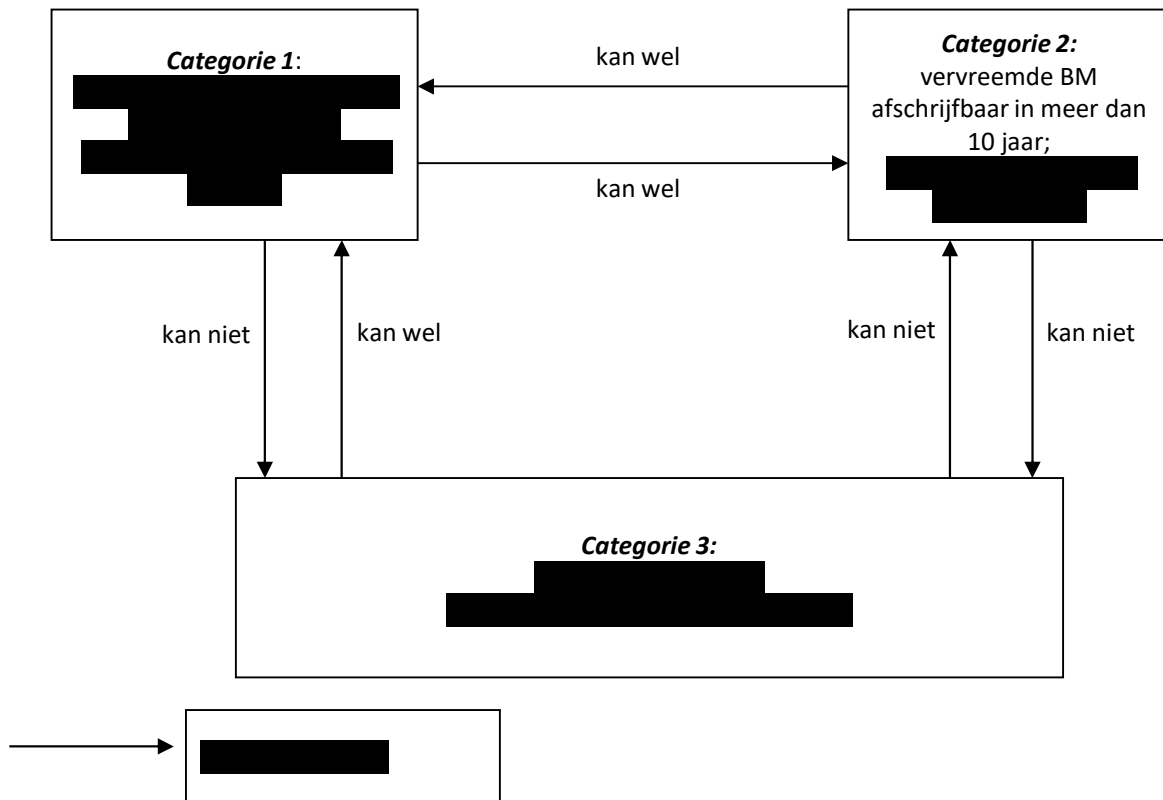 Categorie 1:
kan wel
Categorie 2:
vervreemde BM
afschrijfbaar in meer dan
10 jaar;
kan wel
kan niet
kan wel
kan niet
kan niet
Categorie 3: